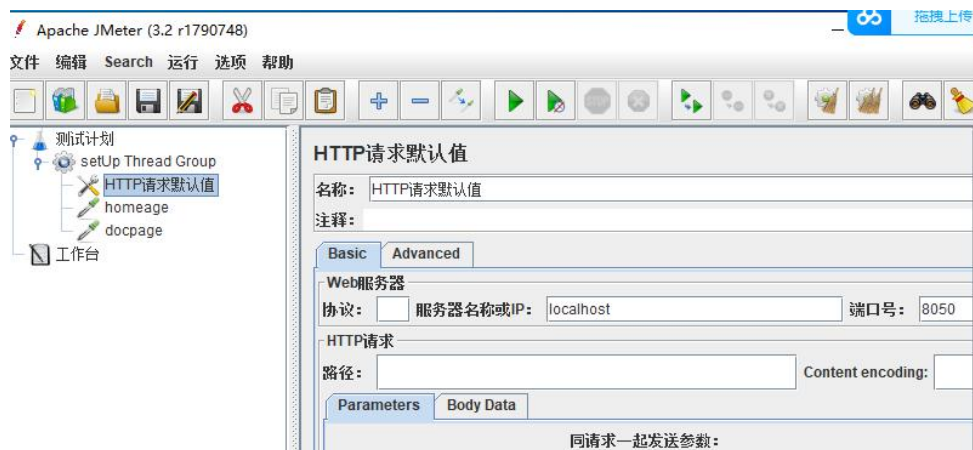 Apache JMeter (3.2 r1790748)
拖拽上传
文件 编辑 Search 运行 选项 帮助
STOP
测试计划
setUp Thread Group
HTTP请求默认值
homeage
docpage
工作台
HTTP请求默认值
名称： HTTP请求默认值
注释：
Basic Advanced
Web服务器
协议： 服务器名称或IP： localhost 端口号： 8050
HTTP请求
路径： Content encoding:
Parameters Body Data
同请求一起发送参数：